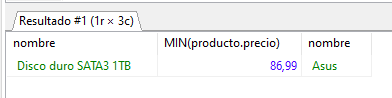 Resultado #1 (1r × 3c)
nombre MIN(producto.precio) nombre
Disco duro SATA3 1TB 86,99 Asus